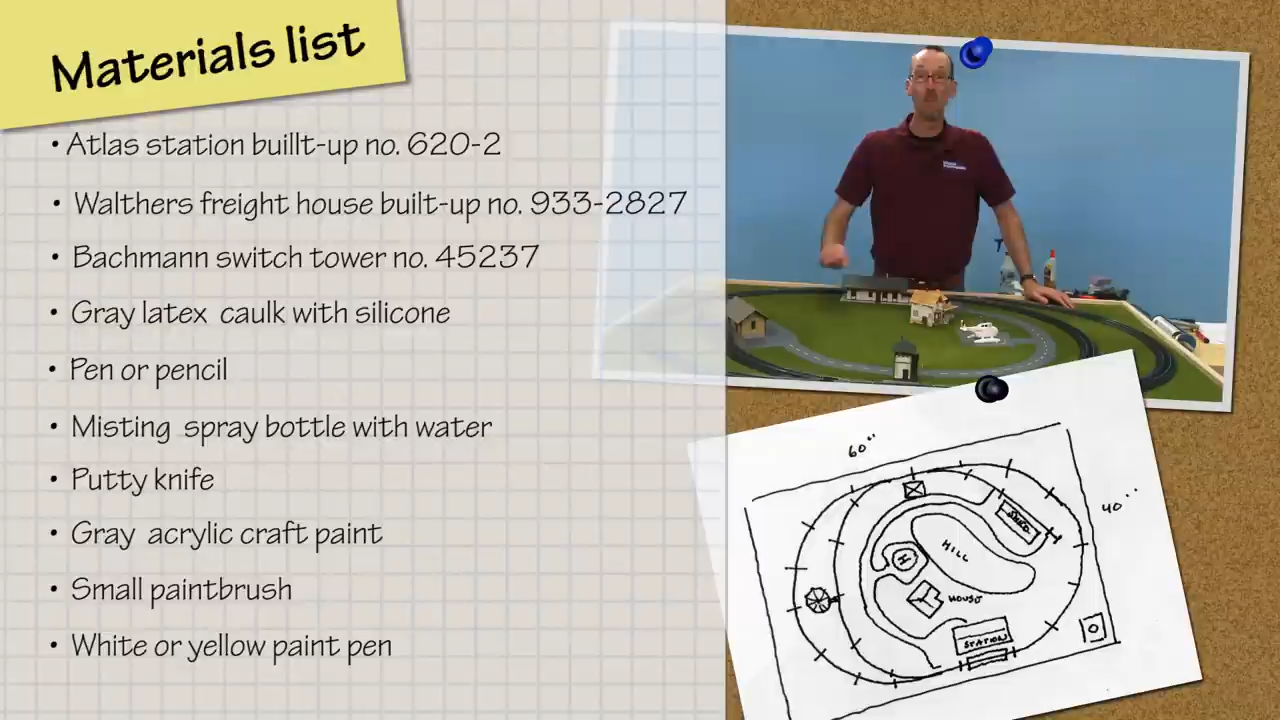 Materials list
• Atlas station buillt-up no. 620-2
• Walthers freight house built-up no. 933-2827
• Bachmann switch tower no. 45237
• Gray latex caulk with silicone
• Pen or pencil
• Misting spray bottle with water
• Putty knife
• Gray acrylic craft paint
• Small paintbrush
• White or yellow paint pen
60"
40"
SHED
HILL
H
HOUSE
STATION